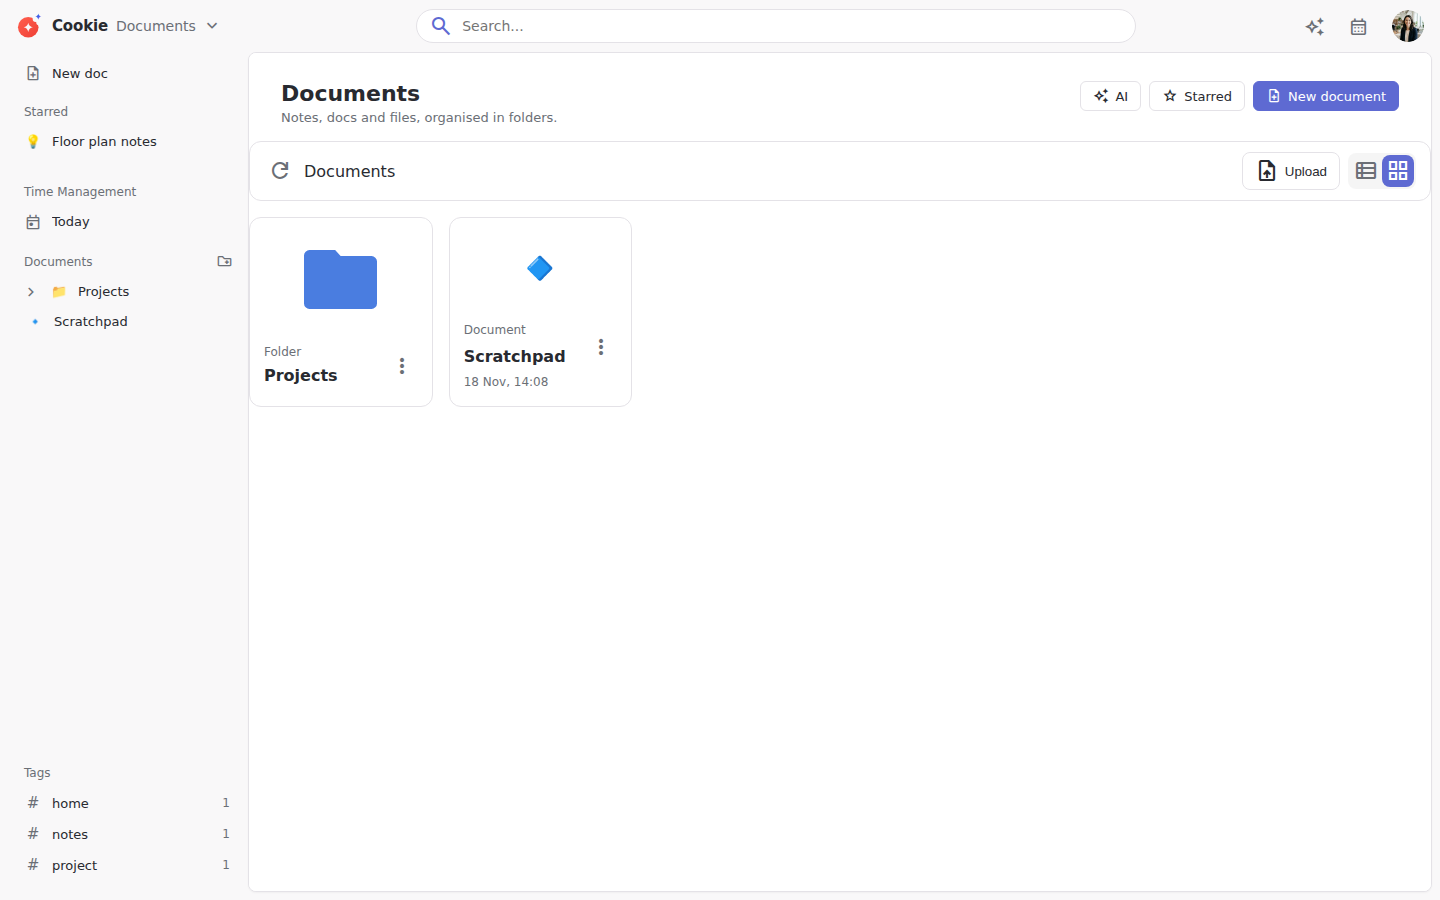 Cookie Documents
Search...
New doc
Starred
Floor plan notes
Time Management
Today
Documents
Projects
Scratchpad
Tags
# home 1
# notes 1
# project 1
Documents
Notes, docs and files, organised in folders.
AI
Starred
New document
Documents
Upload
Folder
Projects
Document
Scratchpad
18 Nov, 14:08